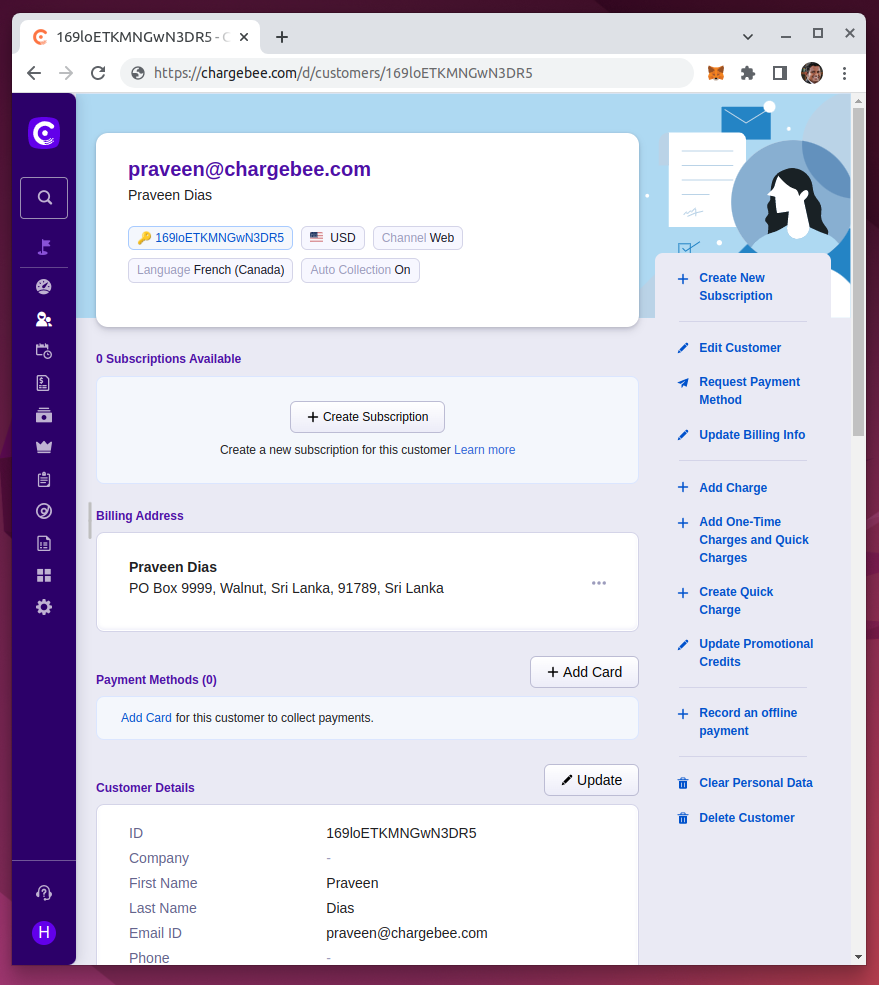 169loETKMNGwN3DR5 - C
https://chargebee.com/d/customers/169loETKMNGwN3DR5
praveen@chargebee.com
Praveen Dias
169loETKMNGwN3DR5 USD Channel Web
Language French (Canada) Auto Collection On
0 Subscriptions Available
+ Create Subscription
Create a new subscription for this customer Learn more
Billing Address
Praveen Dias
PO Box 9999, Walnut, Sri Lanka, 91789, Sri Lanka
Payment Methods (0)
+ Add Card
Add Card for this customer to collect payments.
Customer Details
Update
ID 169loETKMNGwN3DR5
Company -
First Name Praveen
Last Name Dias
Email ID praveen@chargebee.com
Phone -
Create New
Subscription
Edit Customer
Request Payment
Method
Update Billing Info
Add Charge
Add One-Time
Charges and Quick
Charges
Create Quick
Charge
Update Promotional
Credits
Record an offline
payment
Clear Personal Data
Delete Customer
H